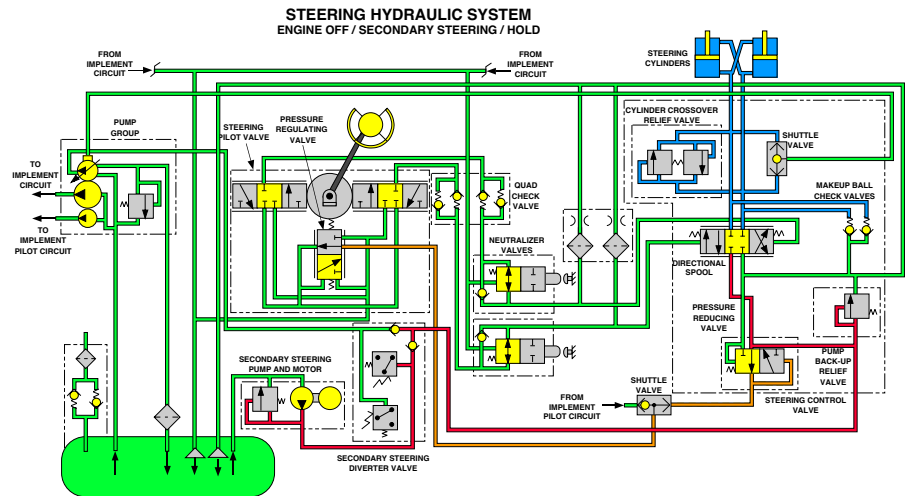 STEERING HYDRAULIC SYSTEM
ENGINE OFF / SECONDARY STEERING / HOLD
FROM
IMPLEMENT
CIRCUIT
FROM
IMPLEMENT
CIRCUIT
STEERING
CYLINDERS
PUMP
GROUP
STEERING
PILOT VALVE
PRESSURE
REGULATING
VALVE
CYLINDER CROSSOVER
RELIEF VALVE
SHUTTLE
VALVE
TO
IMPLEMENT
CIRCUIT
TO
IMPLEMENT
PILOT CIRCUIT
QUAD
CHECK
VALVE
MAKEUP BALL
CHECK VALVES
NEUTRALIZER
VALVES
DIRECTIONAL
SPOOL
PRESSURE
REDUCING
VALVE
SECONDARY STEERING
PUMP AND MOTOR
PUMP
BACK-UP
RELIEF
VALVE
SHUTTLE
VALVE
FROM
IMPLEMENT
PILOT CIRCUIT
STEERING CONTROL
VALVE
SECONDARY STEERING
DIVERTER VALVE